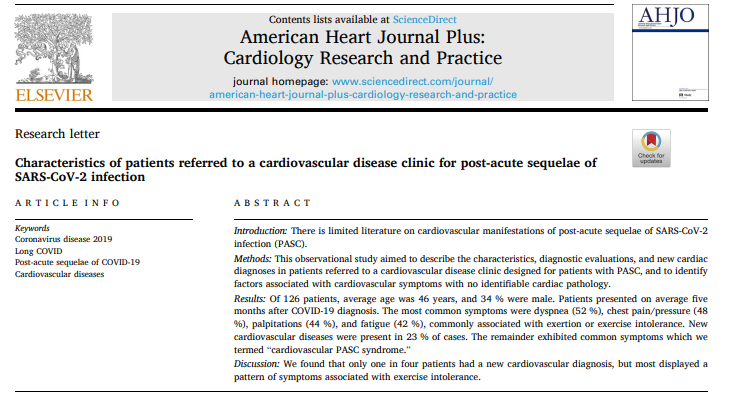 Contents lists available at ScienceDirect
American Heart Journal Plus:
Cardiology Research and Practice
journal homepage: www.sciencedirect.com/journal/
american-heart-journal-plus-cardiology-research-and-practice
ELSEVIER
AHJO
Research letter
Check for
updates
Characteristics of patients referred to a cardiovascular disease clinic for post-acute sequelae of
SARS-CoV-2 infection
ARTICLE INFO
Keywords
Coronavirus disease 2019
Long COVID
Post-acute sequelae of COVID-19
Cardiovascular diseases
ABSTRACT
Introduction: There is limited literature on cardiovascular manifestations of post-acute sequelae of SARS-CoV-2
infection (PASC).
Methods: This observational study aimed to describe the characteristics, diagnostic evaluations, and new cardiac
diagnoses in patients referred to a cardiovascular disease clinic designed for patients with PASC, and to identify
factors associated with cardiovascular symptoms with no identifiable cardiac pathology.
Results: Of 126 patients, average age was 46 years, and 34 % were male. Patients presented on average five
months after COVID-19 diagnosis. The most common symptoms were dyspnea (52 %), chest pain/pressure (48
%), palpitations (44 %), and fatigue (42 %), commonly associated with exertion or exercise intolerance. New
cardiovascular diseases were present in 23 % of cases. The remainder exhibited common symptoms which we
termed “cardiovascular PASC syndrome.”
Discussion: We found that only one in four patients had a new cardiovascular diagnosis, but most displayed a
pattern of symptoms associated with exercise intolerance.